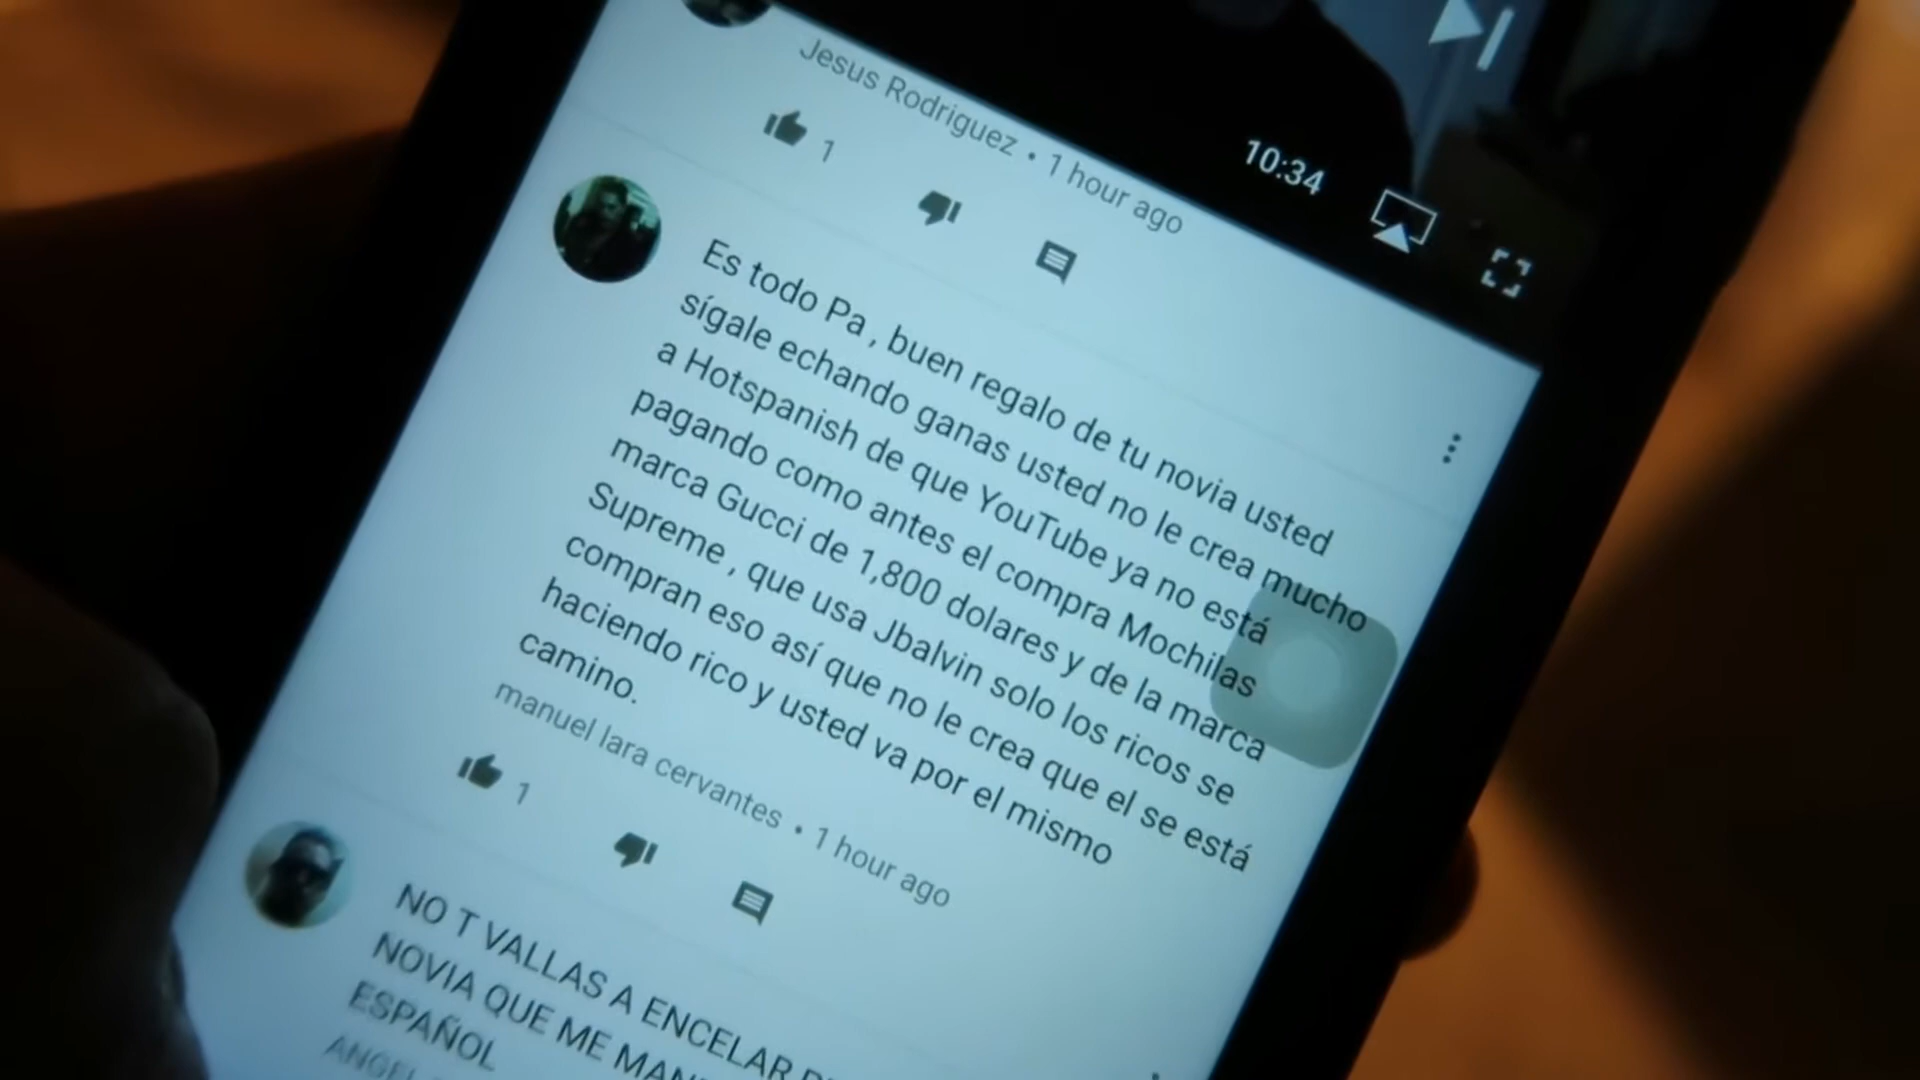 Jesus Rodriguez • 1 hour ago
1
10:34
Es todo Pa , buen regalo de tu novia usted
sígale echando ganas usted no le crea mucho
a Hotspanish de que YouTube ya no está
pagando como antes el compra Mochilas
marca Gucci de 1,800 dolares y de la marca
Supreme , que usa Jbalvin solo los ricos se
compran eso así que no le crea que el se está
haciendo rico y usted va por el mismo
camino.
manuel lara cervantes • 1 hour ago
1
NO T VALLAS A ENCELAR
NOVIA QUE ME
ESPAÑOL